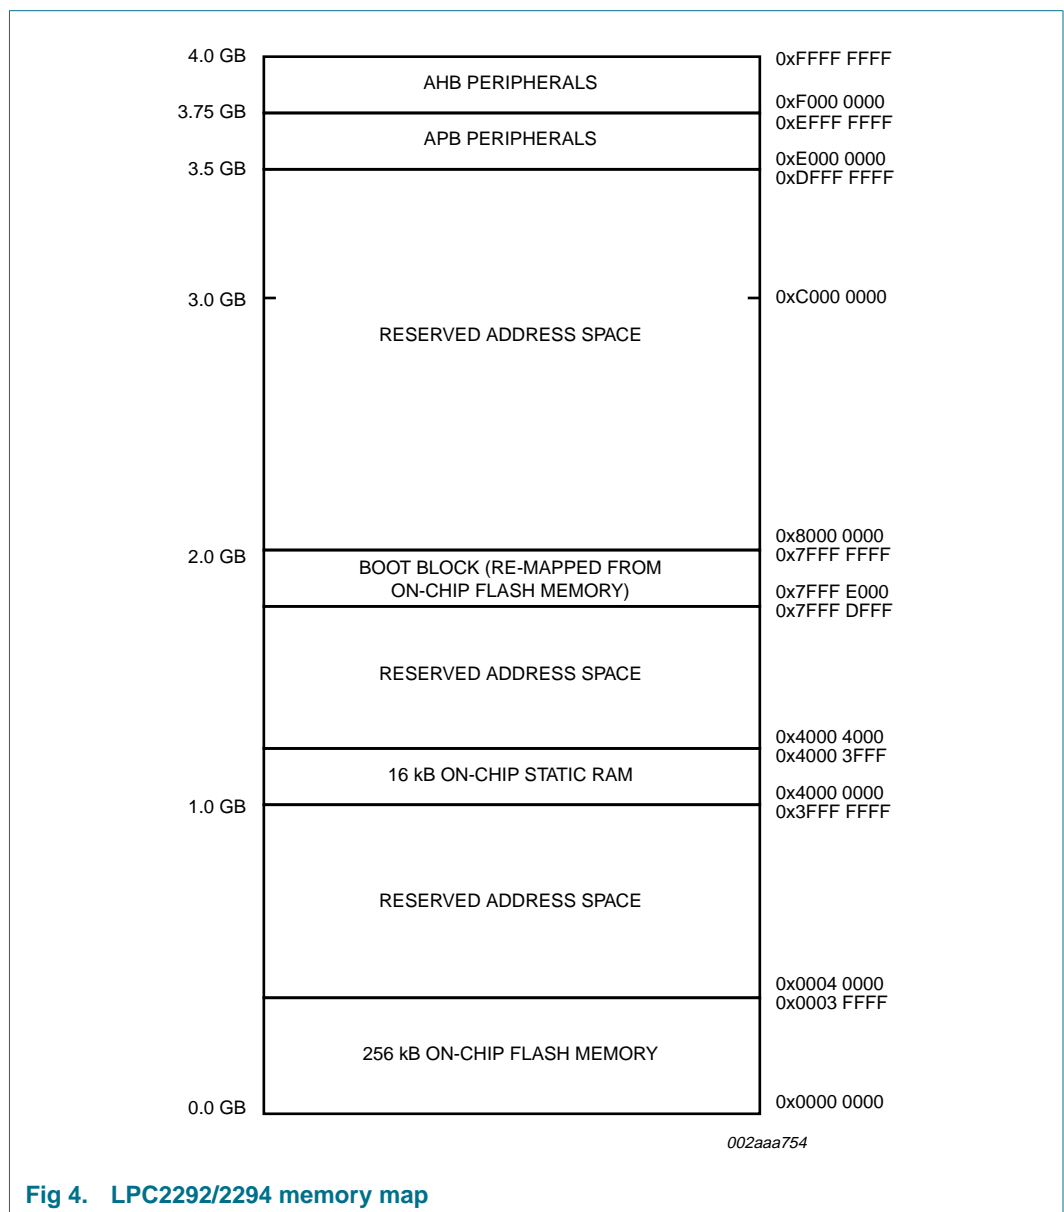 4.0 GB
0xFFFF FFFF
AHB PERIPHERALS
0xF000 0000
3.75 GB
0xEFFF FFFF
APB PERIPHERALS
0xE000 0000
3.5 GB
0xDFFF FFFF
3.0 GB
0xC000 0000
RESERVED ADDRESS SPACE
0x8000 0000
2.0 GB
0x7FFF FFFF
BOOT BLOCK (RE-MAPPED FROM
ON-CHIP FLASH MEMORY)
0x7FFF E000
0x7FFF DFFF
RESERVED ADDRESS SPACE
0x4000 4000
0x4000 3FFF
16 kB ON-CHIP STATIC RAM
0x4000 0000
1.0 GB
0x3FFF FFFF
RESERVED ADDRESS SPACE
0x0004 0000
0x0003 FFFF
256 kB ON-CHIP FLASH MEMORY
0.0 GB
0x0000 0000
002aaa754
Fig 4. LPC2292/2294 memory map